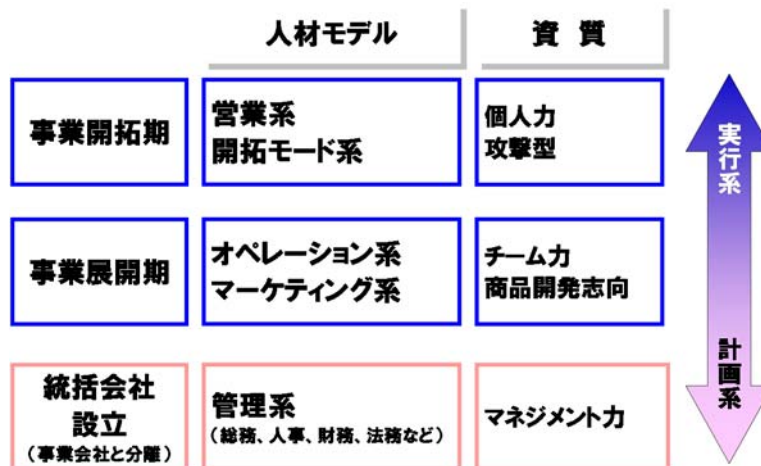 人材モデル
資 質
事業開拓期
営業系
開拓モード系
個人力
攻撃型
事業展開期
オペレーション系
マーケティング系
チーム力
商品開発志向
統括会社
設立
(事業会社と分離)
管理系
(総務、人事、財務、法務など)
マネジメント力
実行系
計画系